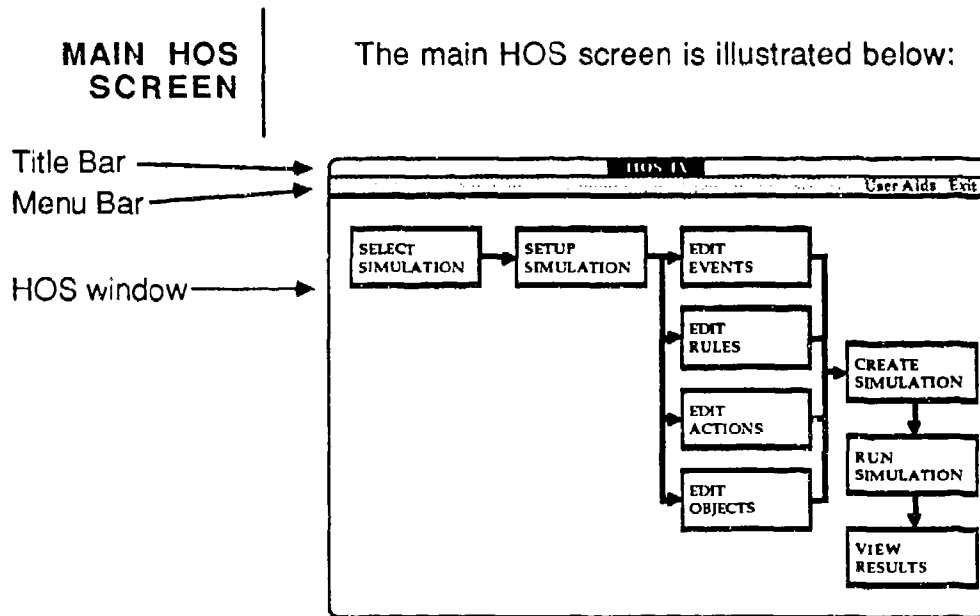 MAIN HOS
SCREEN
The main HOS screen is illustrated below:
Title Bar
Menu Bar
HOS window
HOS IV
User Aids Exit
SELECT
SIMULATION
SETUP
SIMULATION
EDIT
EVENTS
EDIT
RULES
EDIT
ACTIONS
EDIT
OBJECTS
CREATE
SIMULATION
RUN
SIMULATION
VIEW
RESULTS